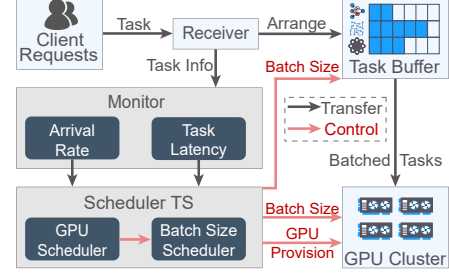 Client
Requests
Task
Receiver
Arrange
Task Buffer
Task Info
Batch Size
Monitor
Arrival
Rate
Task
Latency
Transfer
Control
Batched Tasks
Scheduler TS
GPU
Scheduler
Batch Size
Scheduler
Batch Size
GPU
Provision
GPU Cluster